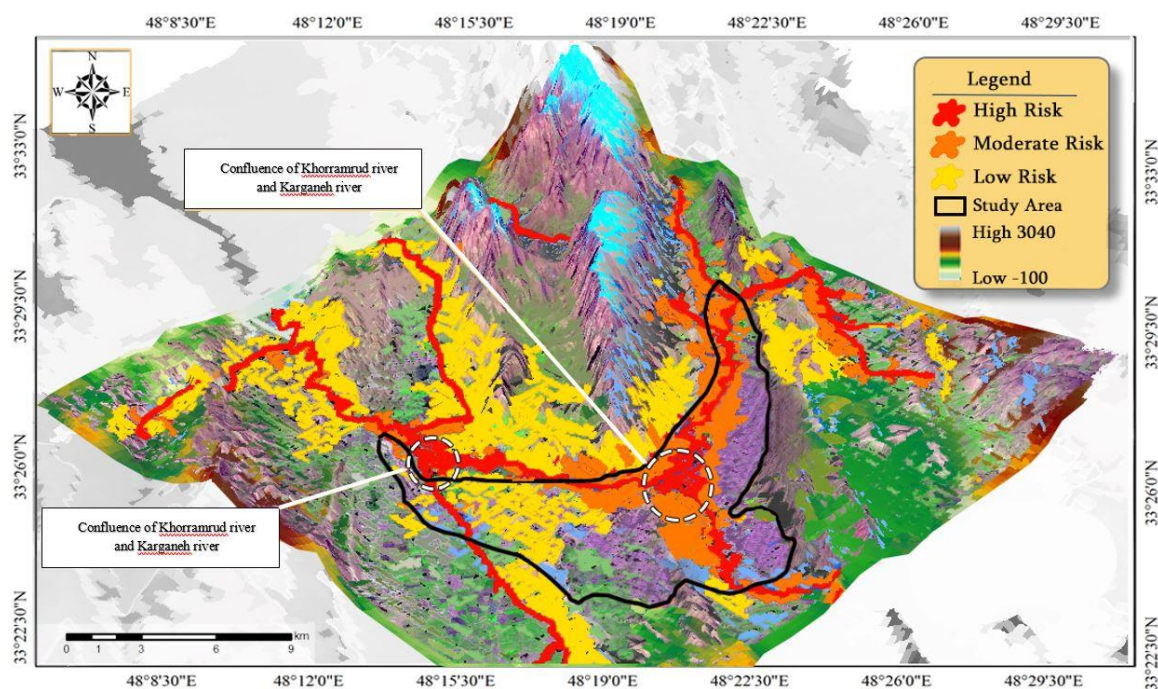 48°8'30"E 48°12'0"E 48°15'30"E 48°19'0"E 48°22'30"E 48°26'0"E 48°29'30"E
N
W E
S
Legend
High Risk
Moderate Risk
Low Risk
Study Area
High 3040
Low -100
33°33'0"N
33°29'30"N
33°26'0"N
33°22'30"N
Confluence of Khorramrud river
and Karganeh river
33°33'0"N
33°29'30"N
33°26'0"N
33°22'30"N
Confluence of Khorramrud river
and Karganeh river
km
0 1 3 6 9
48°8'30"E 48°12'0"E 48°15'30"E 48°19'0"E 48°22'30"E 48°26'0"E 48°29'30"E